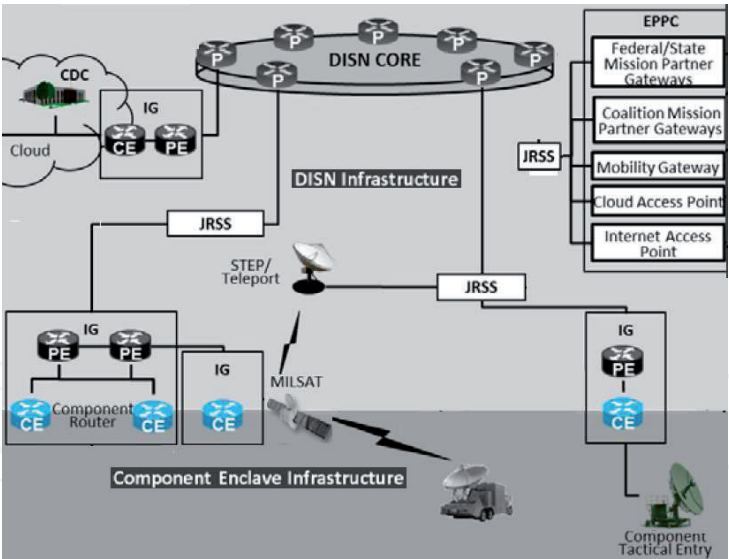 EPPC
Federal/State
Mission Partner
Gateways
Coalition Mission
Partner Gateways
JRSS
Mobility Gateway
Cloud Access Point
Internet Access
Point
P
P
P
P
P
P
P
DISN CORE
CDC
IG
CE
PE
Cloud
DISN Infrastructure
JRSS
STEP/
Teleport
JRSS
IG
PE
PE
CE
Component
Router
CE
IG
CE
MILSAT
IG
PE
CE
Component Enclave Infrastructure
Component
Tactical Entry